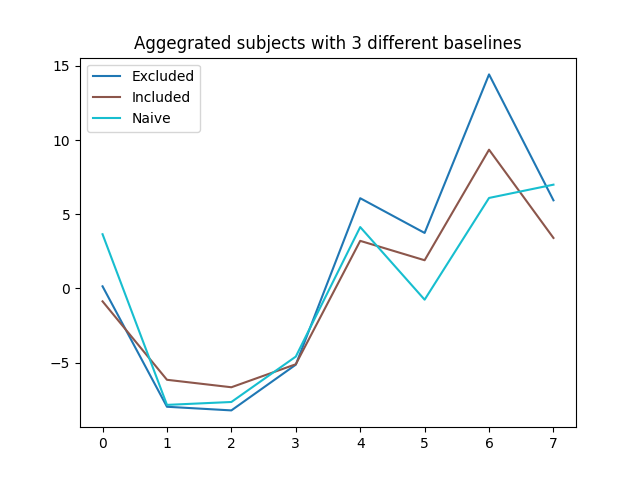 Aggegrated subjects with 3 different baselines
Excluded
Included
Naive
15
10
5
0
−5
0 1 2 3 4 5 6 7